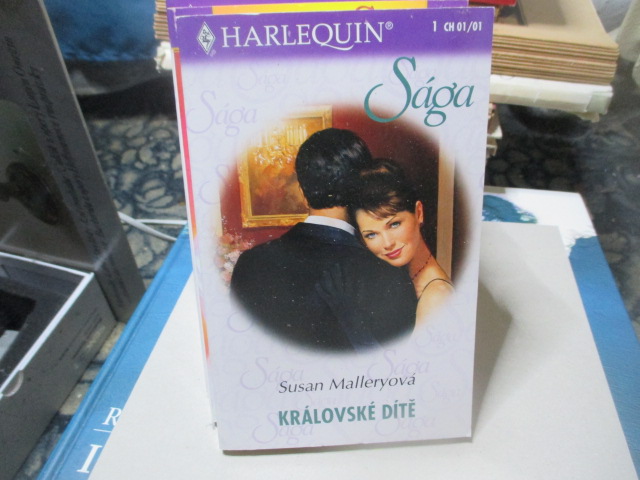 HARLEQUIN®
1 CH 01/01
Sága
Susan Malleryová
KRÁLOVSKÉ DÍTĚ